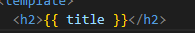 <template>
<h2>{{ title }}</h2>